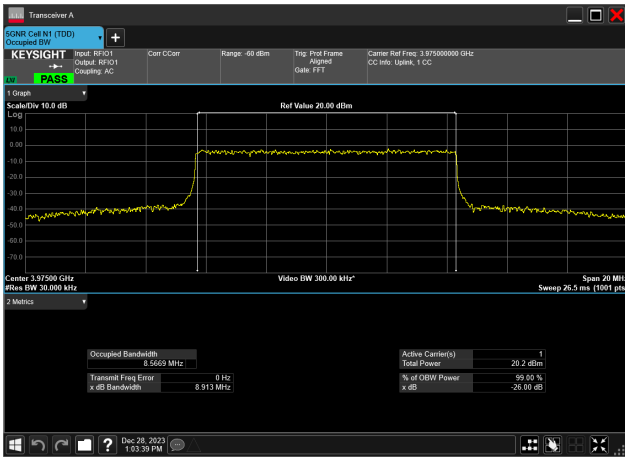 Transceiver A
5GNR Cell N1 (TDD)
Occupied BW
KEYSIGHT
Input: RFIO1
Output: RFIO1
Coupling: AC
Corr CCorr
Range: -60 dBm
Trig: Prot Frame
Aligned
Gate: FFT
Carrier Ref Freq: 3.975000000 GHz
CC Info: Uplink, 1 CC
PASS
1 Graph
Scale/Div 10.0 dB
Ref Value 20.00 dBm
Log
10.0
0.00
-10.0
-20.0
-30.0
-40.0
-50.0
-60.0
-70.0
Center 3.97500 GHz
Video BW 300.00 kHz*
Span 20 MHz
#Res BW 30.000 kHz
Sweep 26.5 ms (1001 pts)
2 Metrics
Occupied Bandwidth
8.5669 MHz
Transmit Freq Error 0 Hz
x dB Bandwidth 8.913 MHz
Active Carrier(s) 1
Total Power 20.2 dBm
% of OBW Power 99.00 %
x dB -26.00 dB
Dec 28, 2023
1:03:39 PM